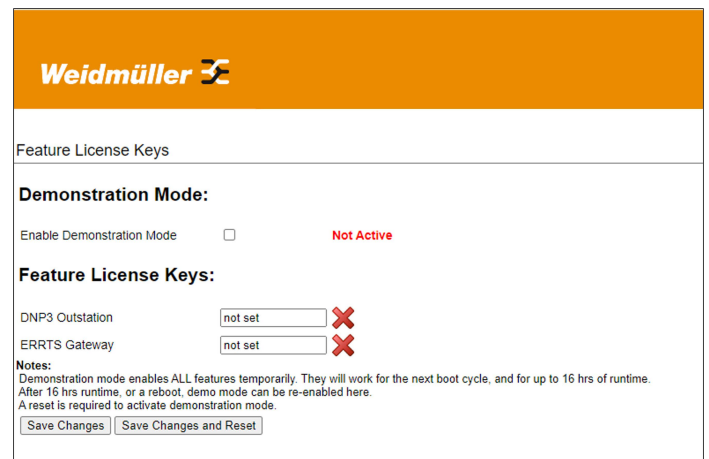 Weidmüller
Feature License Keys
Demonstration Mode:
Enable Demonstration Mode Not Active
Feature License Keys:
DNP3 Outstation not set
ERRTS Gateway not set
Notes:
Demonstration mode enables ALL features temporarily. They will work for the next boot cycle, and for up to 16 hrs of runtime.
After 16 hrs runtime, or a reboot, demo mode can be re-enabled here.
A reset is required to activate demonstration mode.
Save Changes Save Changes and Reset